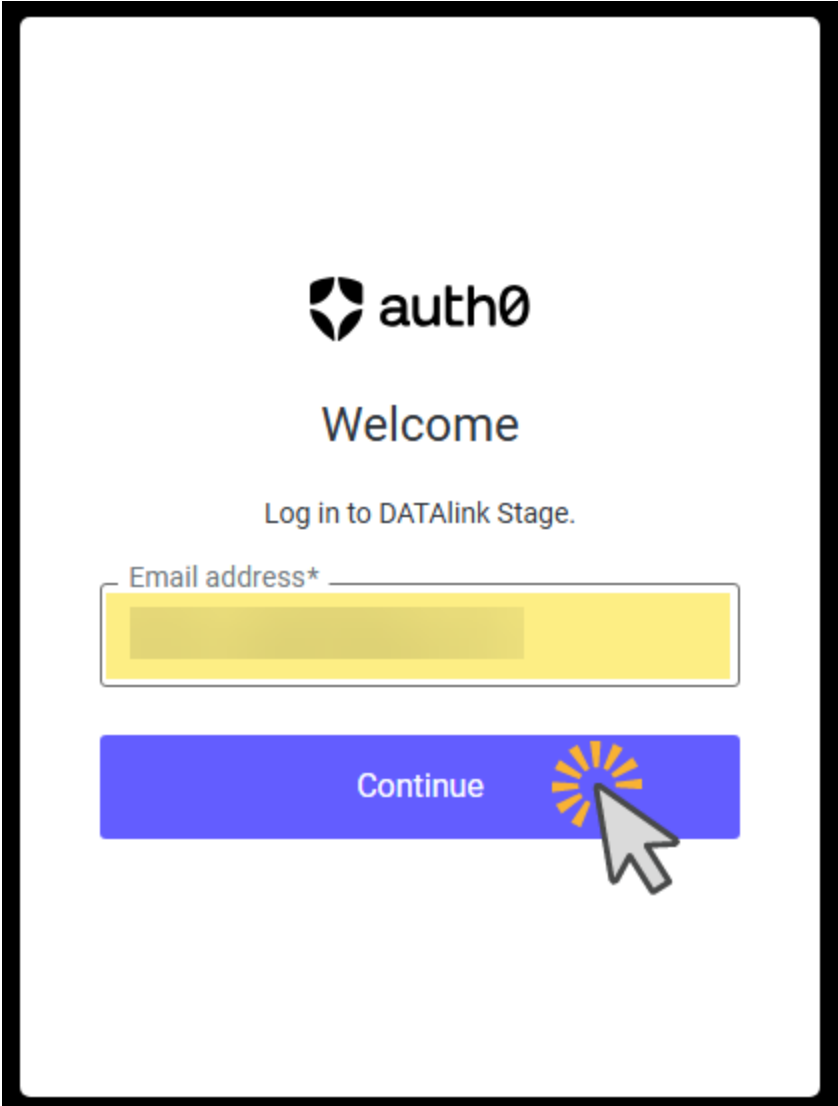 auth0
Welcome
Log in to DATAlink Stage.
Email address*
Continue